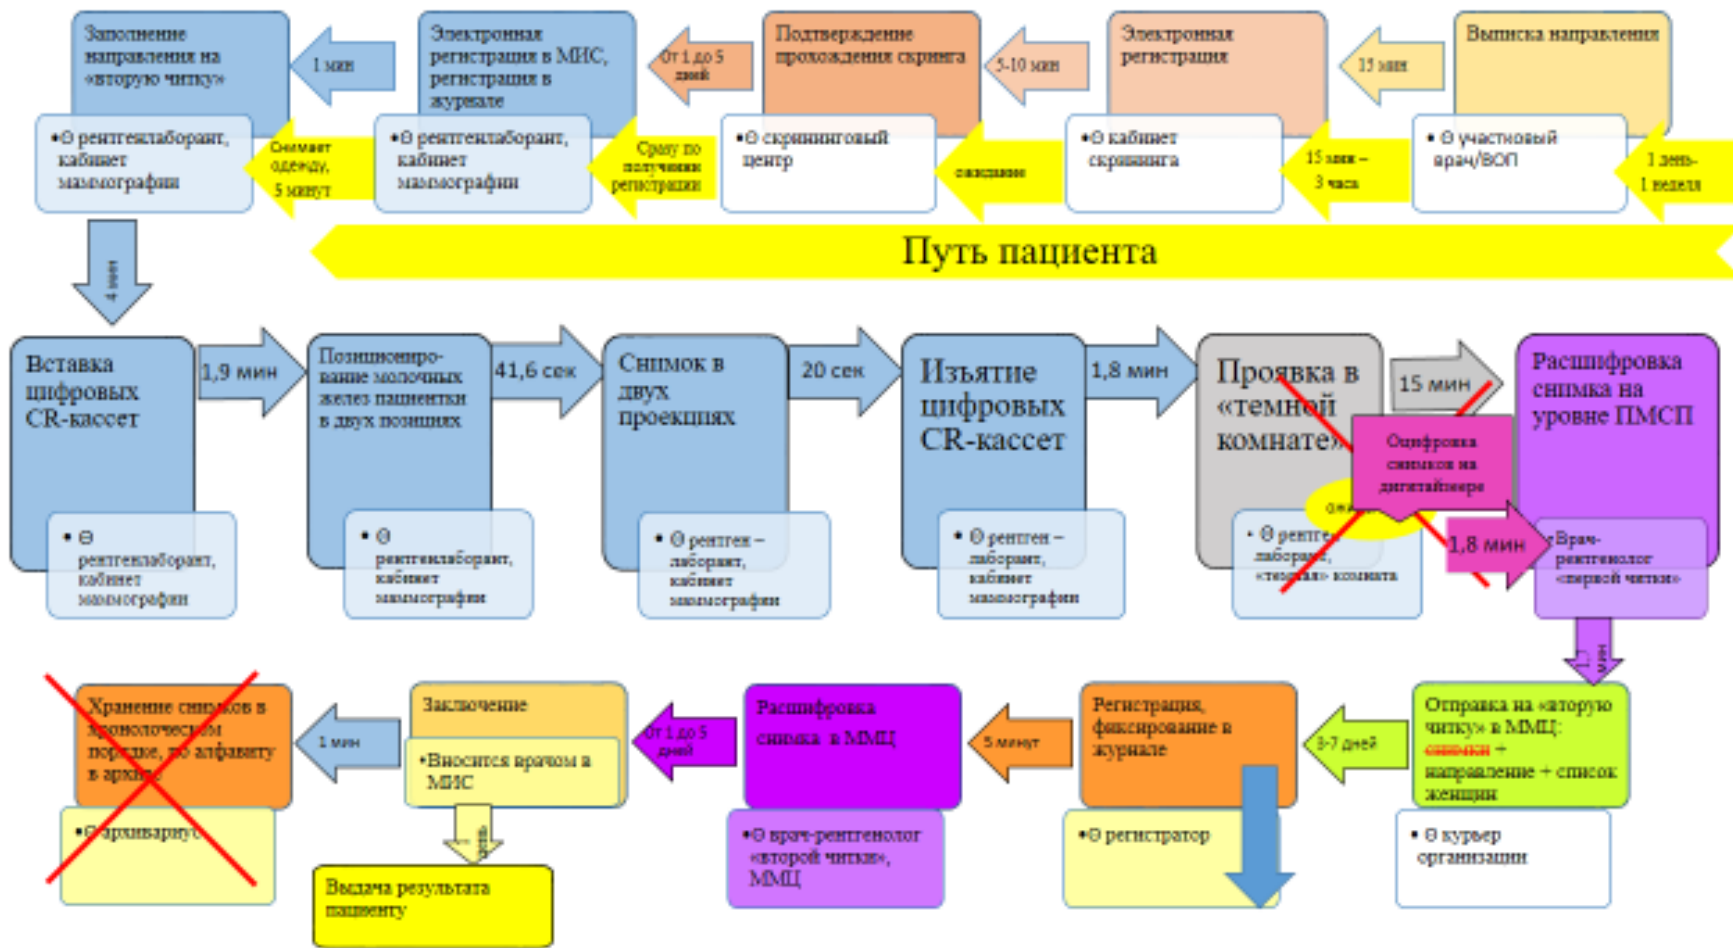 Заполнение
направления на
«вторую читку»
•Θ рентгенлаборант,
кабинет
маммографии
1 мин
Электронная
регистрация в МИС,
регистрация в
журнале
•Θ рентгенлаборант,
кабинет
маммографии
От 1 до 5
дней
Подтверждение
прохождения скринга
•Θ скрининговый
центр
5-10 мин
Электронная
регистрация
•Θ кабинет
скрининга
15 мин
Выписка направления
• Θ участковый
врач/ВОП
Снимает
одежду,
5 минут
Сразу по
получении
регистрации
ожидание
15 мин –
3 часа
1 день-
1 неделя
Путь пациента
4 мин
Вставка
цифровых
CR-кассет
• Θ
рентгенлаборант,
кабинет
маммографии
1,9 мин
Позициониро-
вание молочных
желез пациентки
в двух позициях
• Θ
рентгенлаборант,
кабинет
маммографии
41,6 сек
Снимок в
двух
проекциях
• Θ рентген –
лаборант,
кабинет
маммографии
20 сек
Изьятие
цифровых
CR-кассет
• Θ рентген –
лаборант,
кабинет
маммографии
1,8 мин
Проявка в
«темной
комнате»
• Θ рентген
лаборант,
«темная» комната
15 мин
Оцифровка
снимков на
дигитайзере
1,8 мин
Расшифровка
снимка на
уровне ПМСП
•Врач-
рентгенолог
«первой читки»
мин
Хранение снимков в
хронолоческом
порядке, по алфавиту
в архиве
•Θ архивариус
1 мин
Заключение
•Вносится врачом в
МИС
день
Выдача результата
пациенту
От 1 до 5
дней
Расшифровка
снимка в ММЦ
•Θ врач-рентгенолог
«второй читки»,
ММЦ
5 минут
Регистрация,
фиксирование в
журнале
•Θ регистратор
3-7 дней
Отправка на «вторую
читку» в ММЦ:
снимки +
направление + список
женщин
• Θ курьер
организации